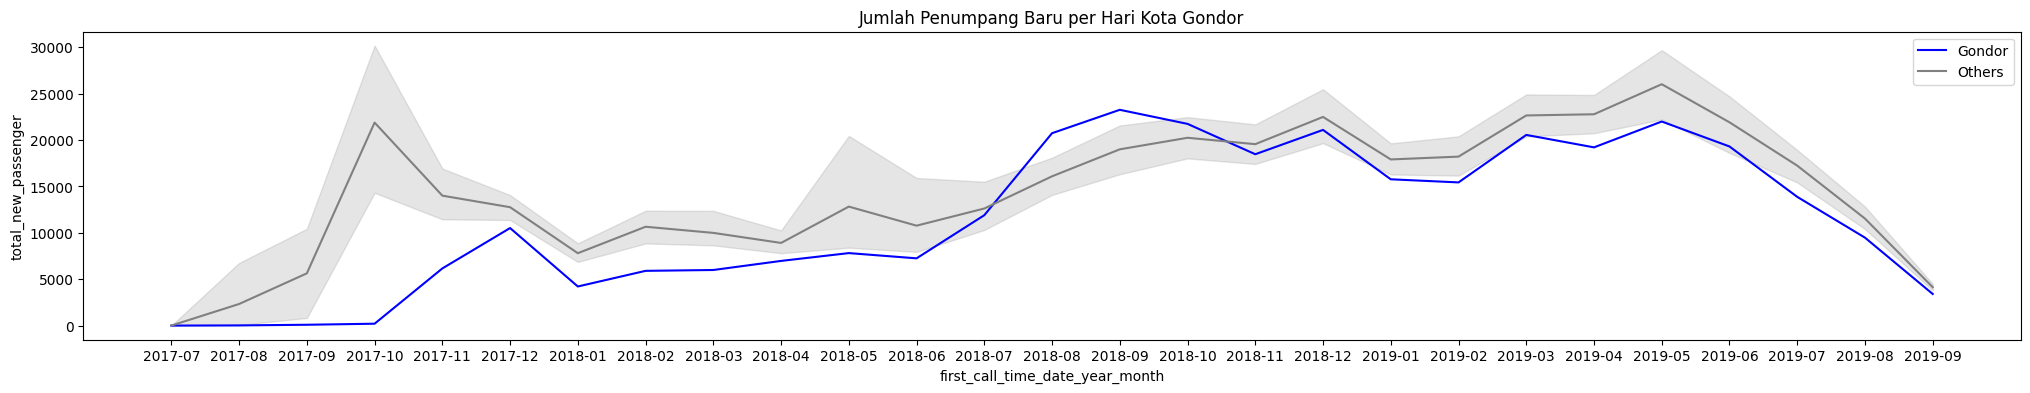 Jumlah Penumpang Baru per Hari Kota Gondor
Gondor
Others
total_new_passenger
30000
25000
20000
15000
10000
5000
0
2017-07 2017-08 2017-09 2017-10 2017-11 2017-12 2018-01 2018-02 2018-03 2018-04 2018-05 2018-06 2018-07 2018-08 2018-09 2018-10 2018-11 2018-12 2019-01 2019-02 2019-03 2019-04 2019-05 2019-06 2019-07 2019-08 2019-09
first_call_time_date_year_month